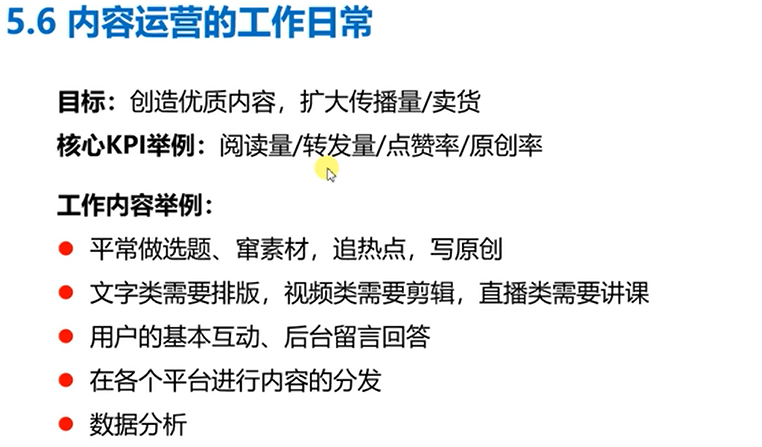 5.6 内容运营的工作日常
目标：创造优质内容，扩大传播量/卖货
核心KPI举例：阅读量/转发量/点赞率/原创率
工作内容举例：
平常做选题、窜素材，追热点，写原创
文字类需要排版，视频类需要剪辑，直播类需要讲课
用户的基本互动、后台留言回答
在各个平台进行内容的分发
数据分析